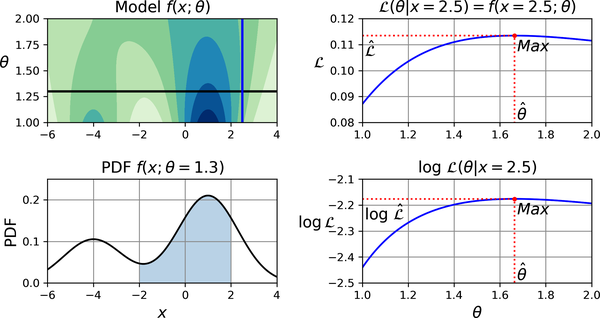 Model f(x; θ)
2.00
1.75
θ
1.50
1.25
1.00
−6 −4 −2 0 2 4
ℒ(θ|x = 2.5) = f(x = 2.5; θ)
0.12
0.11
ℒ̂
Max
ℒ
0.10
0.09
θ̂
0.08
1.0 1.2 1.4 1.6 1.8 2.0
PDF f(x; θ = 1.3)
0.2
PDF
0.1
0.0
−6 −4 −2 0 2 4
x
log ℒ(θ|x = 2.5)
−2.1
−2.2
log ℒ̂
Max
log ℒ
−2.3
−2.4
θ̂
−2.5
1.0 1.2 1.4 1.6 1.8 2.0
θ